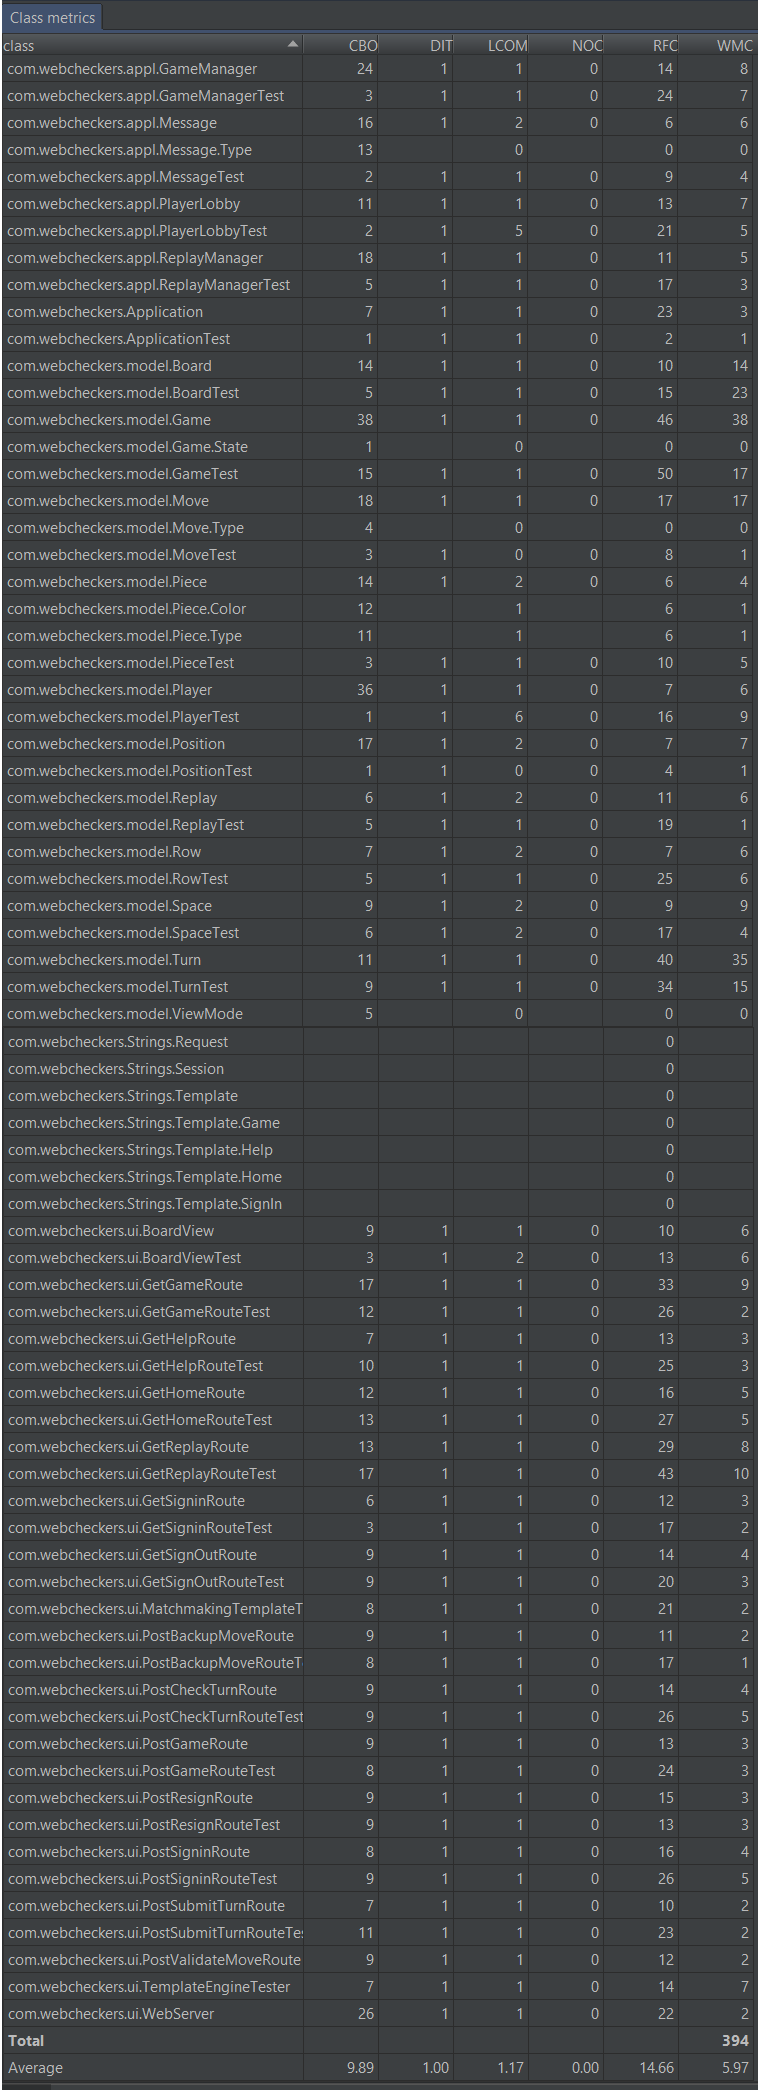 Class metrics
class CBO DIT LCOM NOC RFC WMC
com.webcheckers.appl.GameManager 24 1 1 0 14 8
com.webcheckers.appl.GameManagerTest 3 1 1 0 24 7
com.webcheckers.appl.Message 16 1 2 0 6 6
com.webcheckers.appl.Message.Type 13 0 0 0
com.webcheckers.appl.MessageTest 2 1 1 0 9 4
com.webcheckers.appl.PlayerLobby 11 1 1 0 13 7
com.webcheckers.appl.PlayerLobbyTest 2 1 5 0 21 5
com.webcheckers.appl.ReplayManager 18 1 1 0 11 5
com.webcheckers.appl.ReplayManagerTest 5 1 1 0 17 3
com.webcheckers.Application 7 1 1 0 23 3
com.webcheckers.ApplicationTest 1 1 1 0 2 1
com.webcheckers.model.Board 14 1 1 0 10 14
com.webcheckers.model.BoardTest 5 1 1 0 15 23
com.webcheckers.model.Game 38 1 1 0 46 38
com.webcheckers.model.Game.State 1 0 0 0
com.webcheckers.model.GameTest 15 1 1 0 50 17
com.webcheckers.model.Move 18 1 1 0 17 17
com.webcheckers.model.Move.Type 4 0 0 0
com.webcheckers.model.MoveTest 3 1 0 0 8 1
com.webcheckers.model.Piece 14 1 2 0 6 4
com.webcheckers.model.Piece.Color 12 1 6 1
com.webcheckers.model.Piece.Type 11 1 6 1
com.webcheckers.model.PieceTest 3 1 1 0 10 5
com.webcheckers.model.Player 36 1 1 0 7 6
com.webcheckers.model.PlayerTest 1 1 6 0 16 9
com.webcheckers.model.Position 17 1 2 0 7 7
com.webcheckers.model.PositionTest 1 1 0 0 4 1
com.webcheckers.model.Replay 6 1 2 0 11 6
com.webcheckers.model.ReplayTest 5 1 1 0 19 1
com.webcheckers.model.Row 7 1 2 0 7 6
com.webcheckers.model.RowTest 5 1 1 0 25 6
com.webcheckers.model.Space 9 1 2 0 9 9
com.webcheckers.model.SpaceTest 6 1 2 0 17 4
com.webcheckers.model.Turn 11 1 1 0 40 35
com.webcheckers.model.TurnTest 9 1 1 0 34 15
com.webcheckers.model.ViewMode 5 0 0 0
com.webcheckers.Strings.Request 0
com.webcheckers.Strings.Session 0
com.webcheckers.Strings.Template 0
com.webcheckers.Strings.Template.Game 0
com.webcheckers.Strings.Template.Help 0
com.webcheckers.Strings.Template.Home 0
com.webcheckers.Strings.Template.SignIn 0
com.webcheckers.ui.BoardView 9 1 1 0 10 6
com.webcheckers.ui.BoardViewTest 3 1 2 0 13 6
com.webcheckers.ui.GetGameRoute 17 1 1 0 33 9
com.webcheckers.ui.GetGameRouteTest 12 1 1 0 26 2
com.webcheckers.ui.GetHelpRoute 7 1 1 0 13 3
com.webcheckers.ui.GetHelpRouteTest 10 1 1 0 25 3
com.webcheckers.ui.GetHomeRoute 12 1 1 0 16 5
com.webcheckers.ui.GetHomeRouteTest 13 1 1 0 27 5
com.webcheckers.ui.GetReplayRoute 13 1 1 0 29 8
com.webcheckers.ui.GetReplayRouteTest 17 1 1 0 43 10
com.webcheckers.ui.GetSigninRoute 6 1 1 0 12 3
com.webcheckers.ui.GetSigninRouteTest 3 1 1 0 17 2
com.webcheckers.ui.GetSignOutRoute 9 1 1 0 14 4
com.webcheckers.ui.GetSignOutRouteTest 9 1 1 0 20 3
com.webcheckers.ui.MatchmakingTemplateT 8 1 1 0 21 2
com.webcheckers.ui.PostBackupMoveRoute 9 1 1 0 11 2
com.webcheckers.ui.PostBackupMoveRouteT 8 1 1 0 17 1
com.webcheckers.ui.PostCheckTurnRoute 9 1 1 0 14 4
com.webcheckers.ui.PostCheckTurnRouteTest 9 1 1 0 26 5
com.webcheckers.ui.PostGameRoute 9 1 1 0 13 3
com.webcheckers.ui.PostGameRouteTest 8 1 1 0 24 3
com.webcheckers.ui.PostResignRoute 9 1 1 0 15 3
com.webcheckers.ui.PostResignRouteTest 9 1 1 0 13 3
com.webcheckers.ui.PostSigninRoute 8 1 1 0 16 4
com.webcheckers.ui.PostSigninRouteTest 9 1 1 0 26 5
com.webcheckers.ui.PostSubmitTurnRoute 7 1 1 0 10 2
com.webcheckers.ui.PostSubmitTurnRouteTe 11 1 1 0 23 2
com.webcheckers.ui.PostValidateMoveRoute 9 1 1 0 12 2
com.webcheckers.ui.TemplateEngineTester 7 1 1 0 14 7
com.webcheckers.ui.WebServer 26 1 1 0 22 2
Total 394
Average 9.89 1.00 1.17 0.00 14.66 5.97